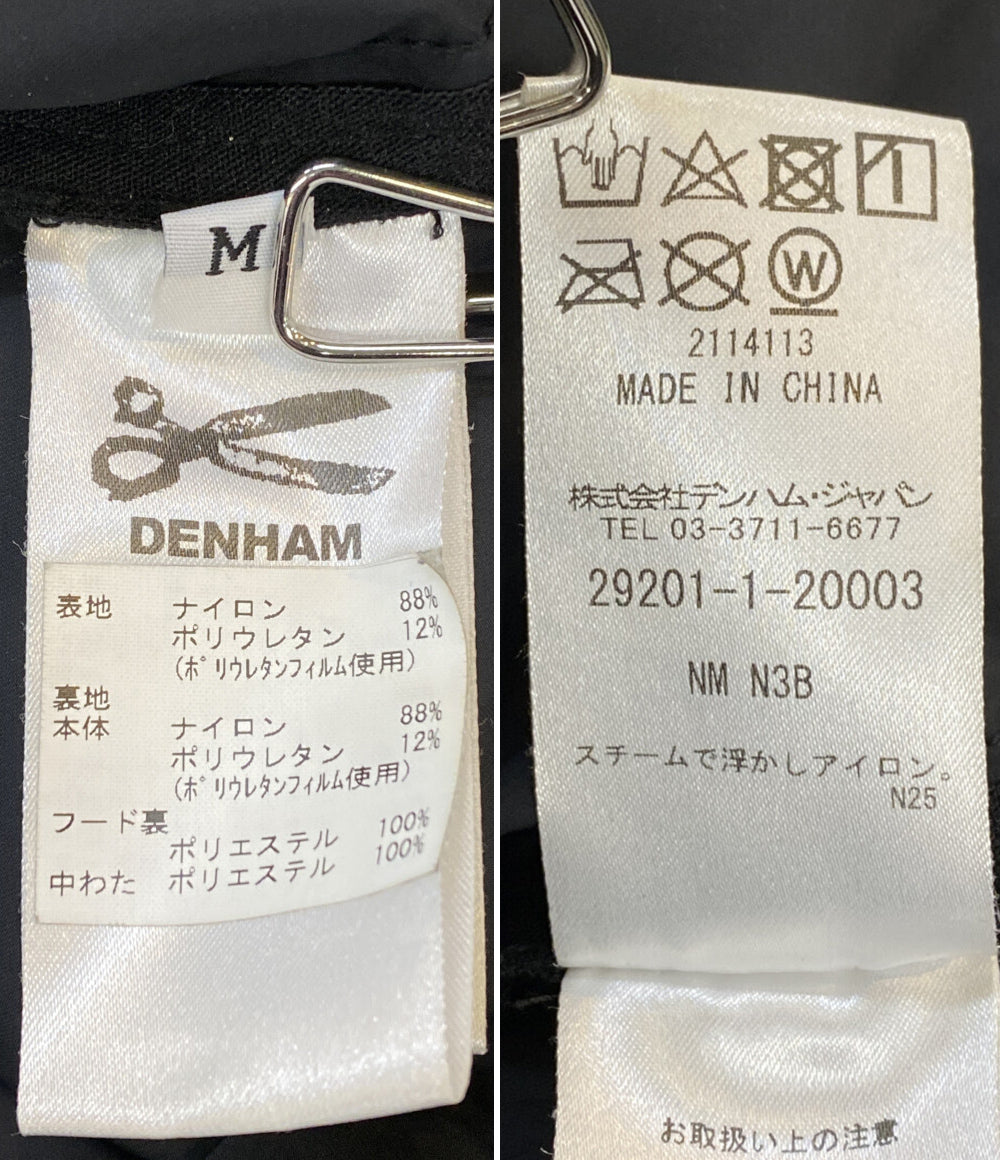 M
DENHAM
表地 ナイロン 88%
ポリウレタン 12%
(ポリウレタンフィルム使用)
裏地
本体 ナイロン 88%
ポリウレタン 12%
(ポリウレタンフィルム使用)
フード裏
ポリエステル 100%
中わた ポリエステル 100%
W
2114113
MADE IN CHINA
株式会社デンハム・ジャパン
TEL 03-3711-6677
29201-1-20003
NM N3B
スチームで浮かしアイロン。
N25
お取扱い上の注意